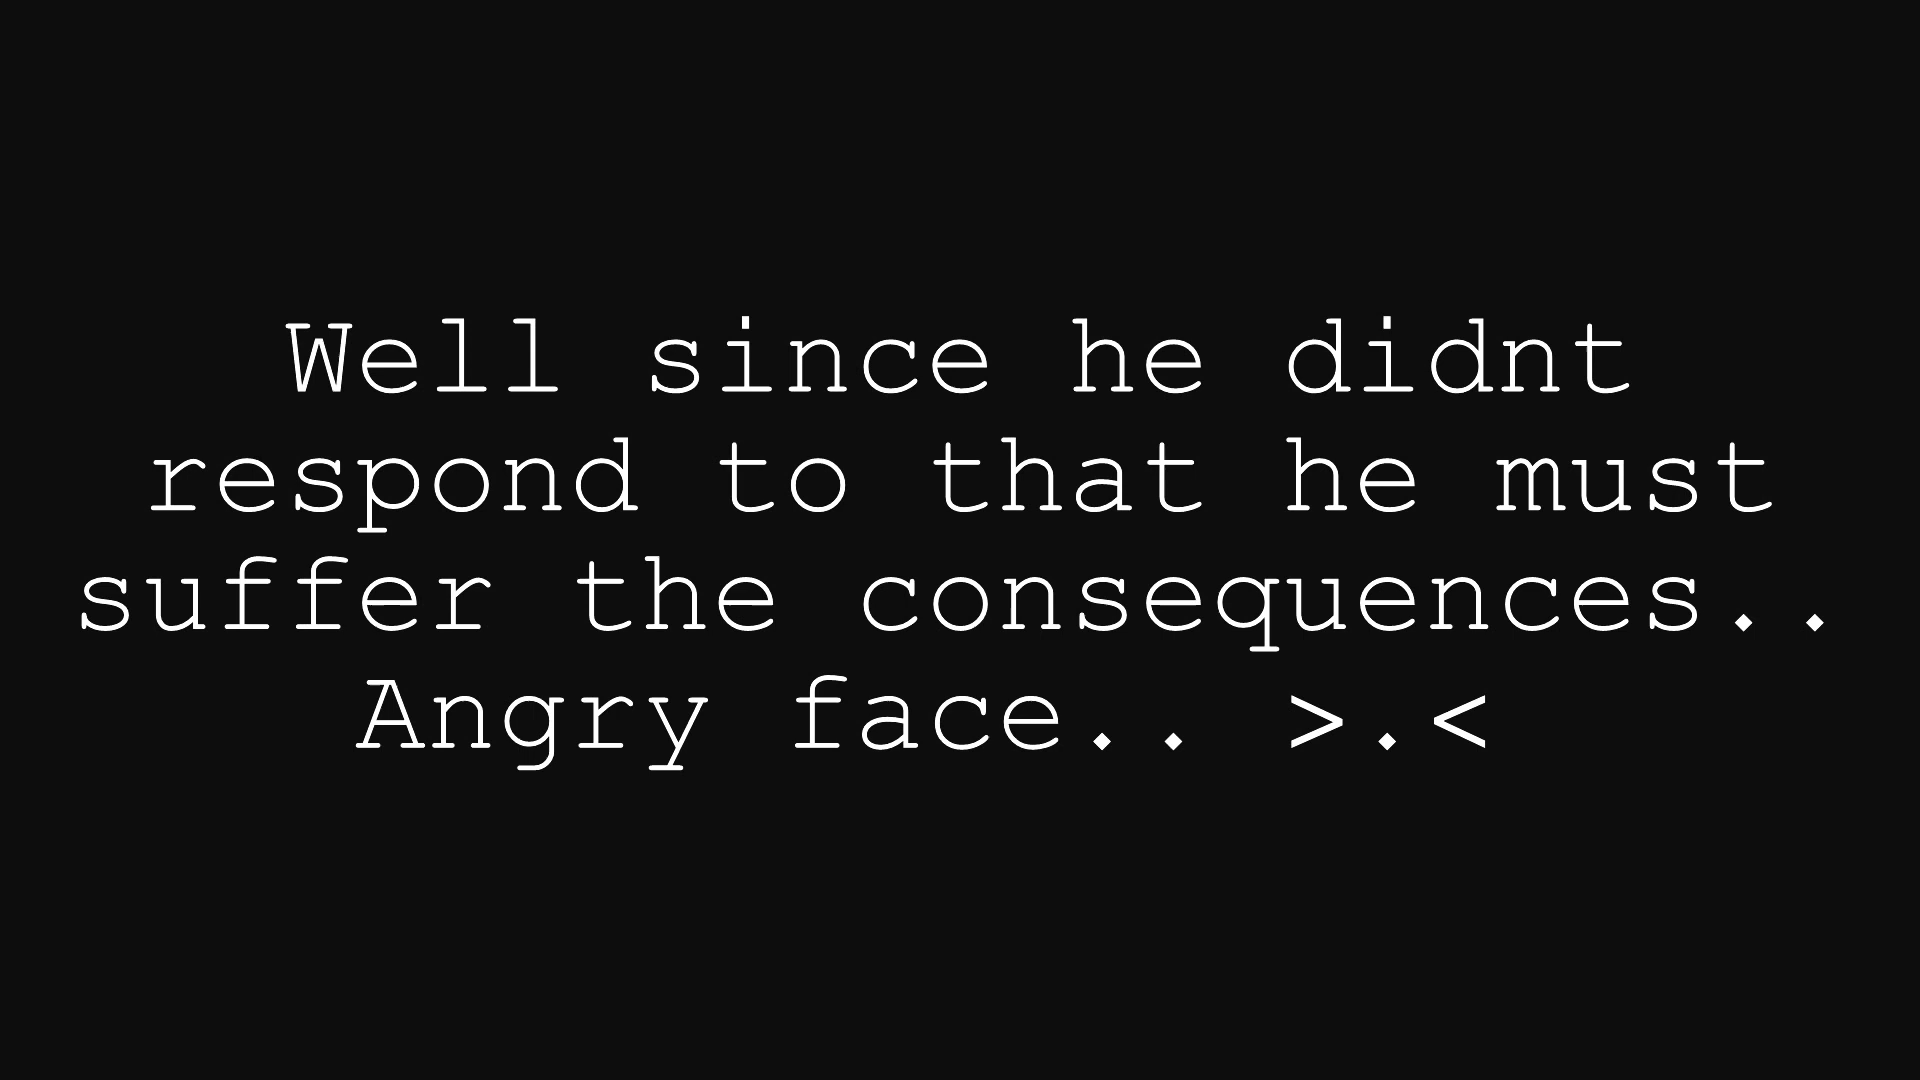 Well since he didnt
respond to that he must
suffer the consequences..
Angry face.. >.<